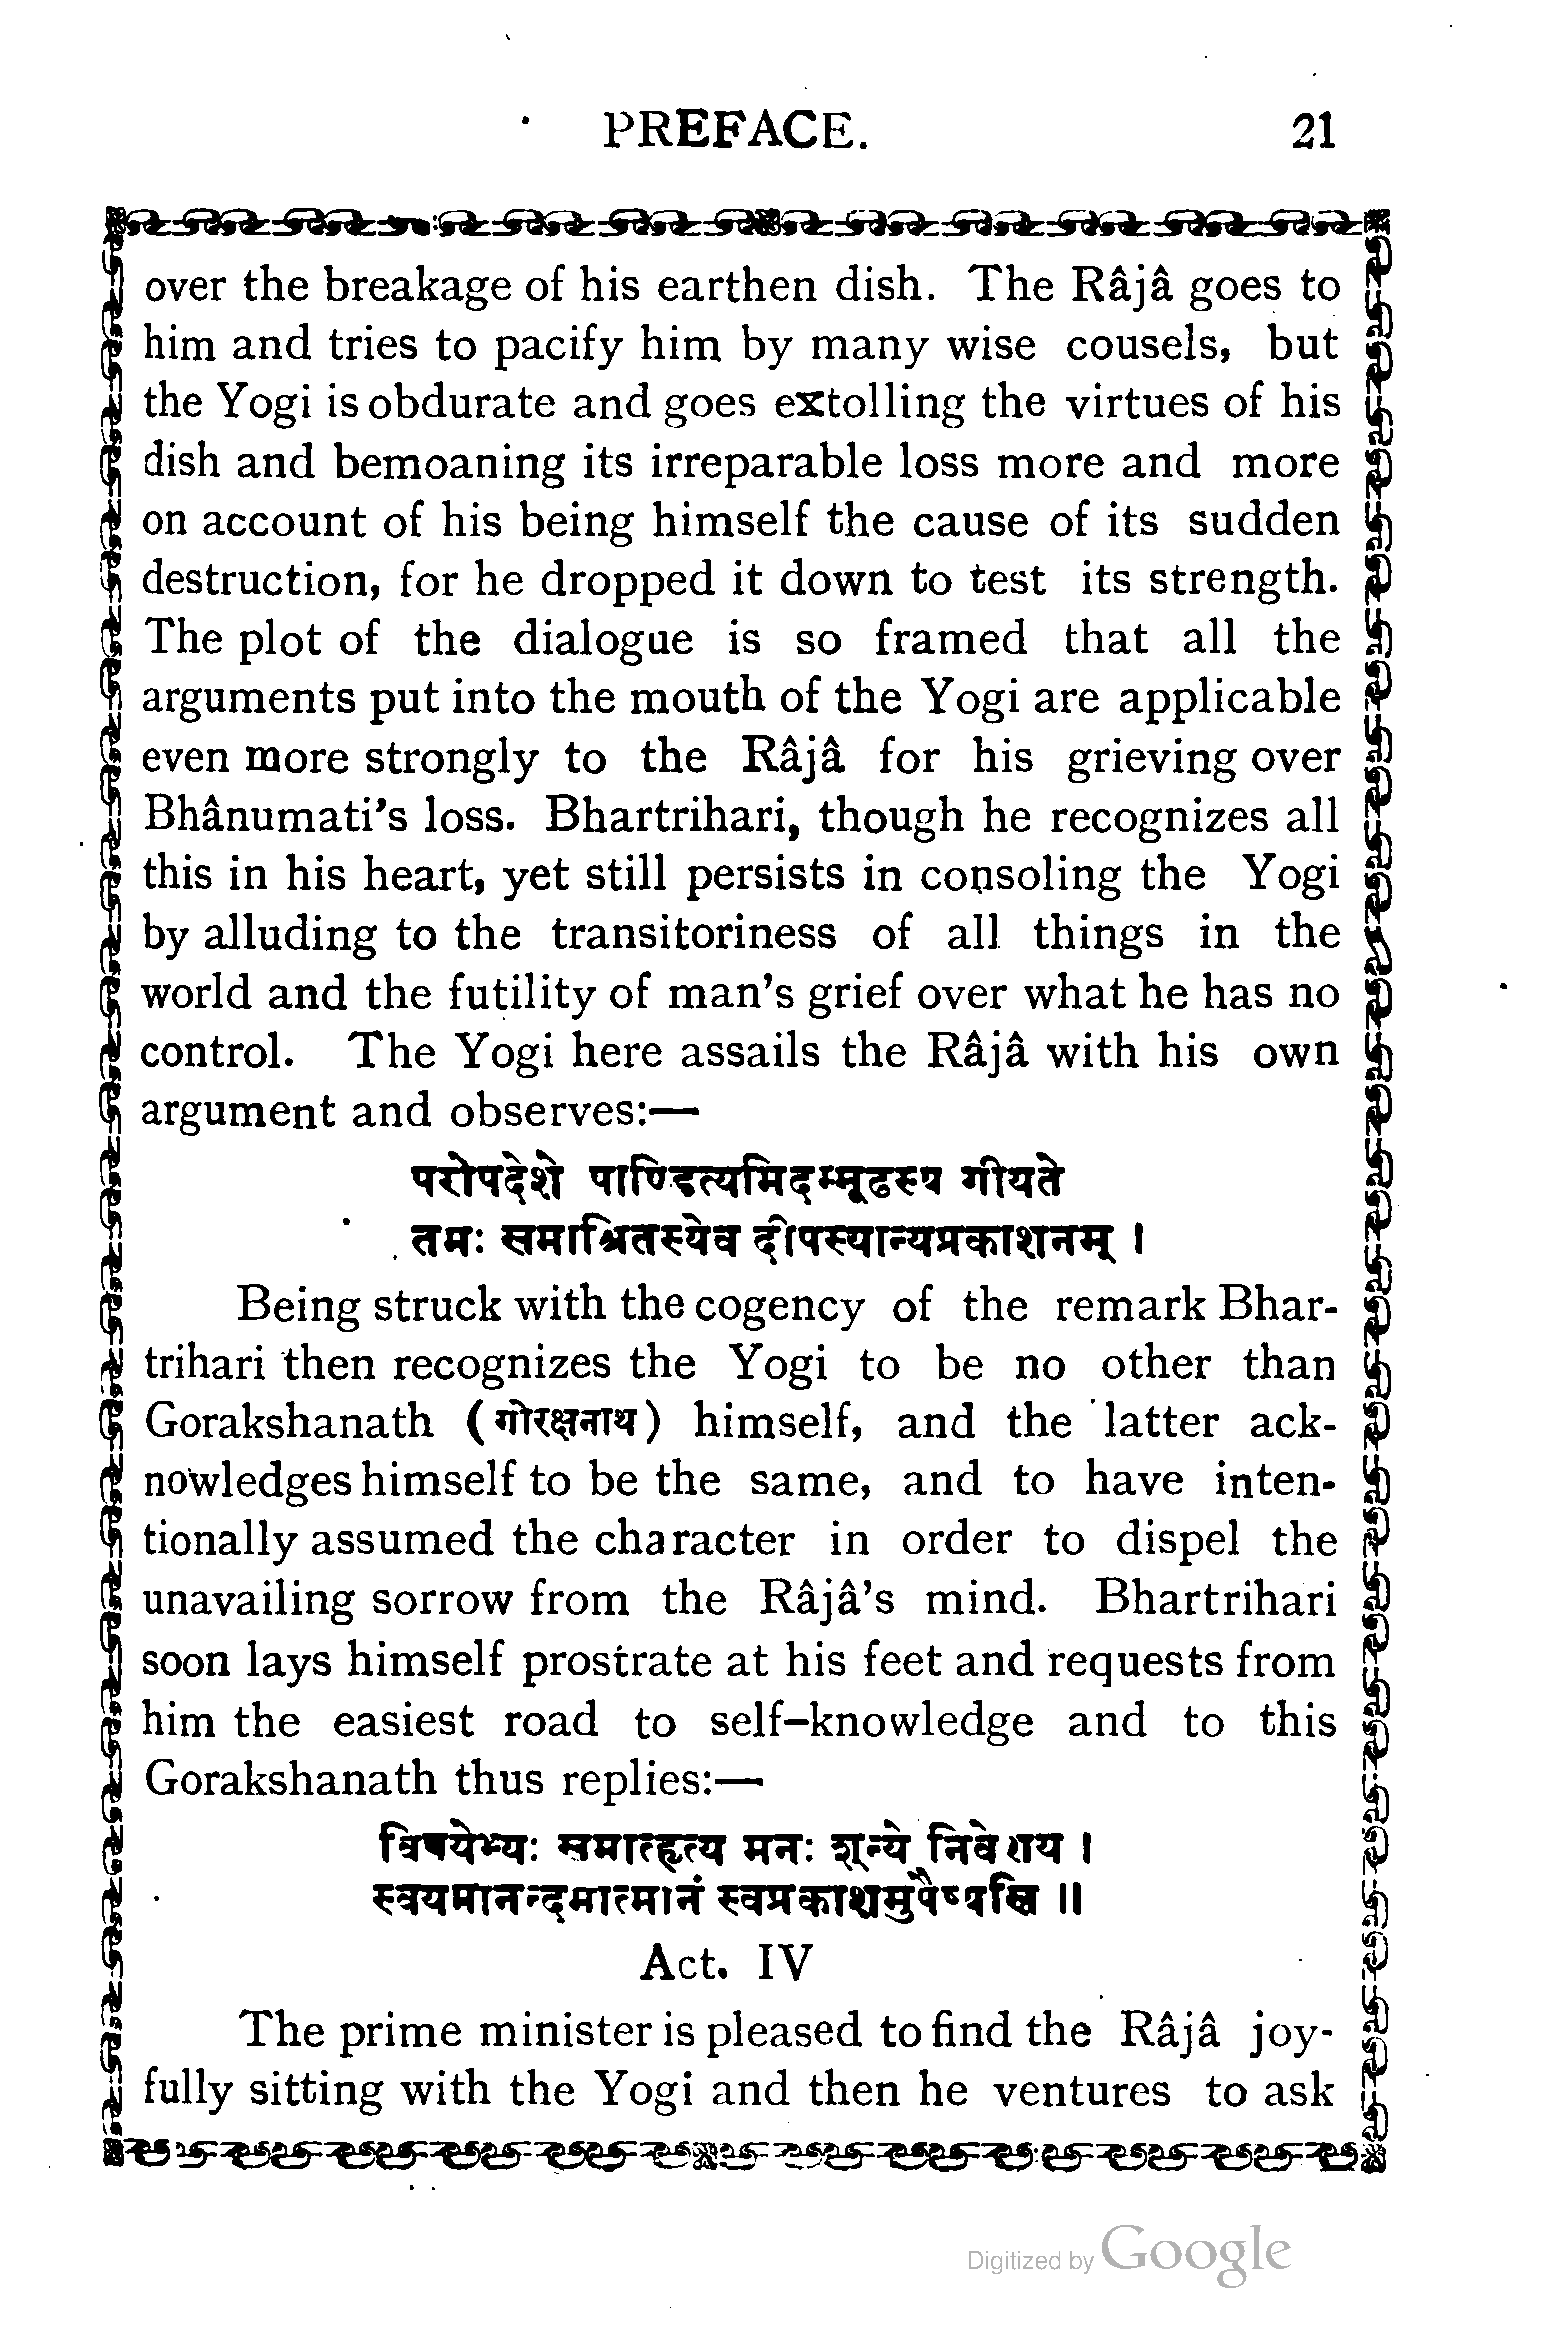 PREFACE. 21
over the breakage of his earthen dish. The Râjâ goes to
him and tries to pacify him by many wise cousels, but
the Yogi is obdurate and goes extolling the virtues of his
dish and bemoaning its irreparable loss more and more
on account of his being himself the cause of its sudden
destruction, for he dropped it down to test its strength.
The plot of the dialogue is so framed that all the
arguments put into the mouth of the Yogi are applicable
even more strongly to the Râjâ for his grieving over
Bhânumati's loss. Bhartrihari, though he recognizes all
this in his heart, yet still persists in consoling the Yogi
by alluding to the transitoriness of all things in the
world and the futility of man's grief over what he has no
control. The Yogi here assails the Râjâ with his own
argument and observes:—
परोपदेशे पाण्डित्यमिदम्मूढस्य गीयते
तमः समाश्रितस्येव दीपस्यान्यप्रकाशनम् ।
Being struck with the cogency of the remark Bhar-
trihari then recognizes the Yogi to be no other than
Gorakshanath (गोरक्षनाथ) himself, and the latter ack-
nowledges himself to be the same, and to have inten-
tionally assumed the character in order to dispel the
unavailing sorrow from the Râjâ's mind. Bhartrihari
soon lays himself prostrate at his feet and requests from
him the easiest road to self-knowledge and to this
Gorakshanath thus replies:—
विषयेभ्यः समात्हृत्य मनः शून्ये निवेशय ।
स्वयमानन्दमात्मानं स्वप्रकाशमुपैष्यसि ॥
Act. IV
The prime minister is pleased to find the Râjâ joy-
fully sitting with the Yogi and then he ventures to ask
Digitized by Google